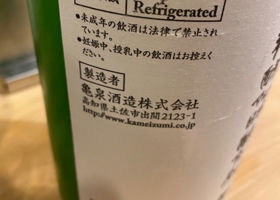 Refrigerated
●未成年の飲酒は法律で禁止され
ています。
●妊娠中、授乳中の飲酒はお控えく
ださい。
製造者
亀泉酒造株式会社
高知県土佐市出間2123-1
http://www.kameizumi.co.jp